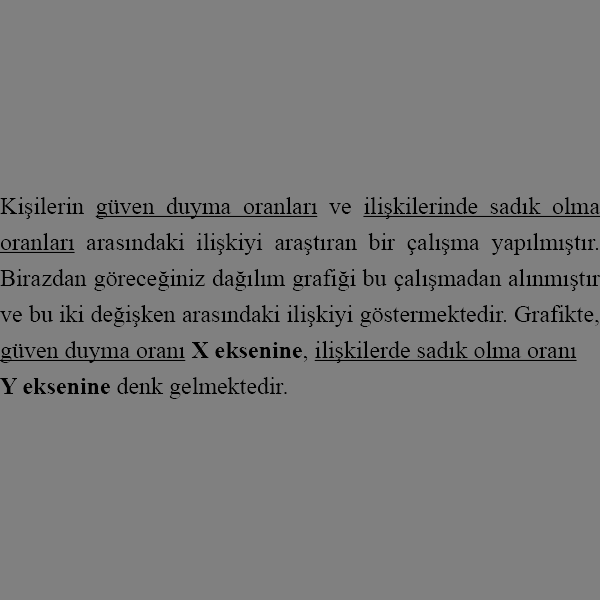 Kişilerin güven duyma oranları ve ilişkilerinde sadık olma
oranları arasındaki ilişkiyi araştıran bir çalışma yapılmıştır.
Birazdan göreceğiniz dağılım grafiği bu çalışmadan alınmıştır
ve bu iki değişken arasındaki ilişkiyi göstermektedir. Grafikte,
güven duyma oranı X eksenine, ilişkilerde sadık olma oranı
Y eksenine denk gelmektedir.